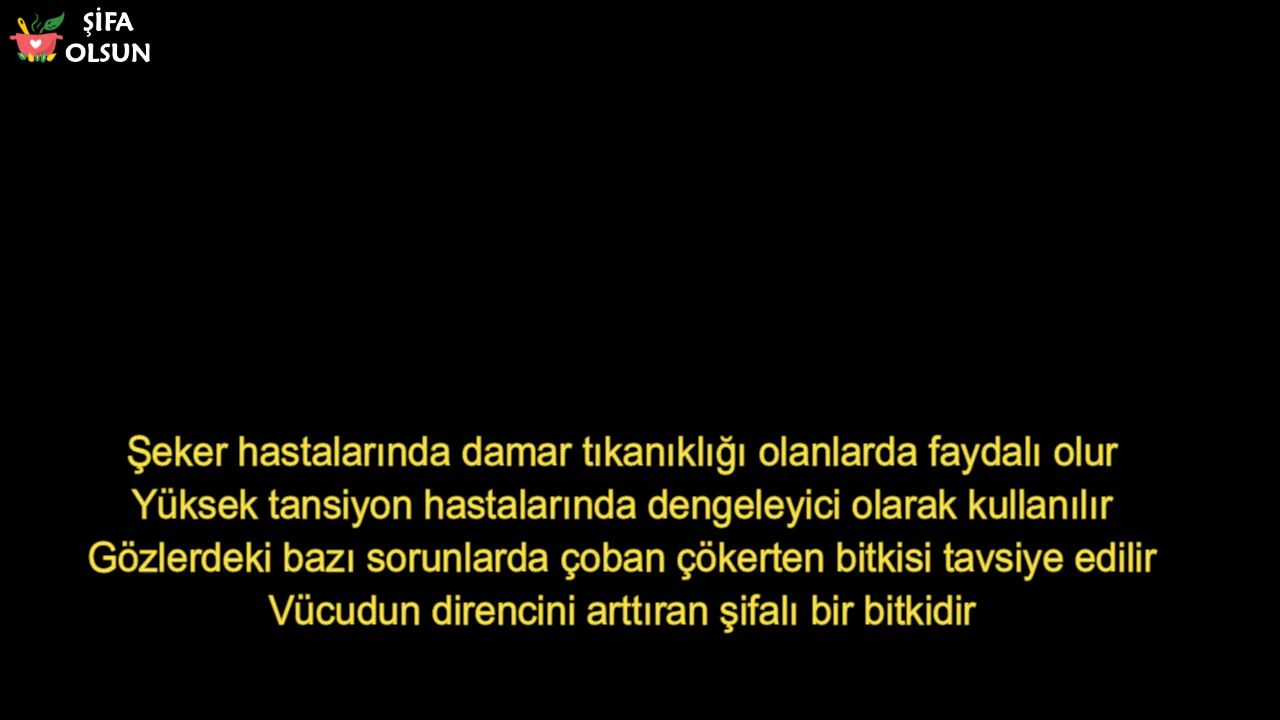 ŞİFA
OLSUN
Şeker hastalarında damar tıkanıklığı olanlarda faydalı olur
Yüksek tansiyon hastalarında dengeleyici olarak kullanılır
Gözlerdeki bazı sorunlarda çoban çökerten bitkisi tavsiye edilir
Vücudun direncini arttıran şifalı bir bitkidir